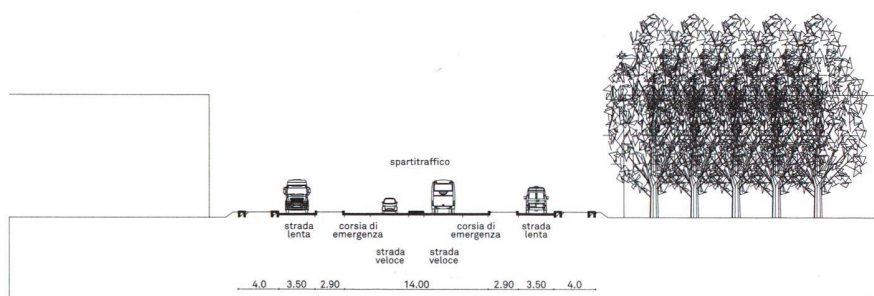 spartitraffico
strada
lenta
corsia di
emergenza
corsia di
emergenza
strada
lenta
strada
veloce
strada
veloce
4.0 3.50 2.90 14.00 2.90 3.50 4.0